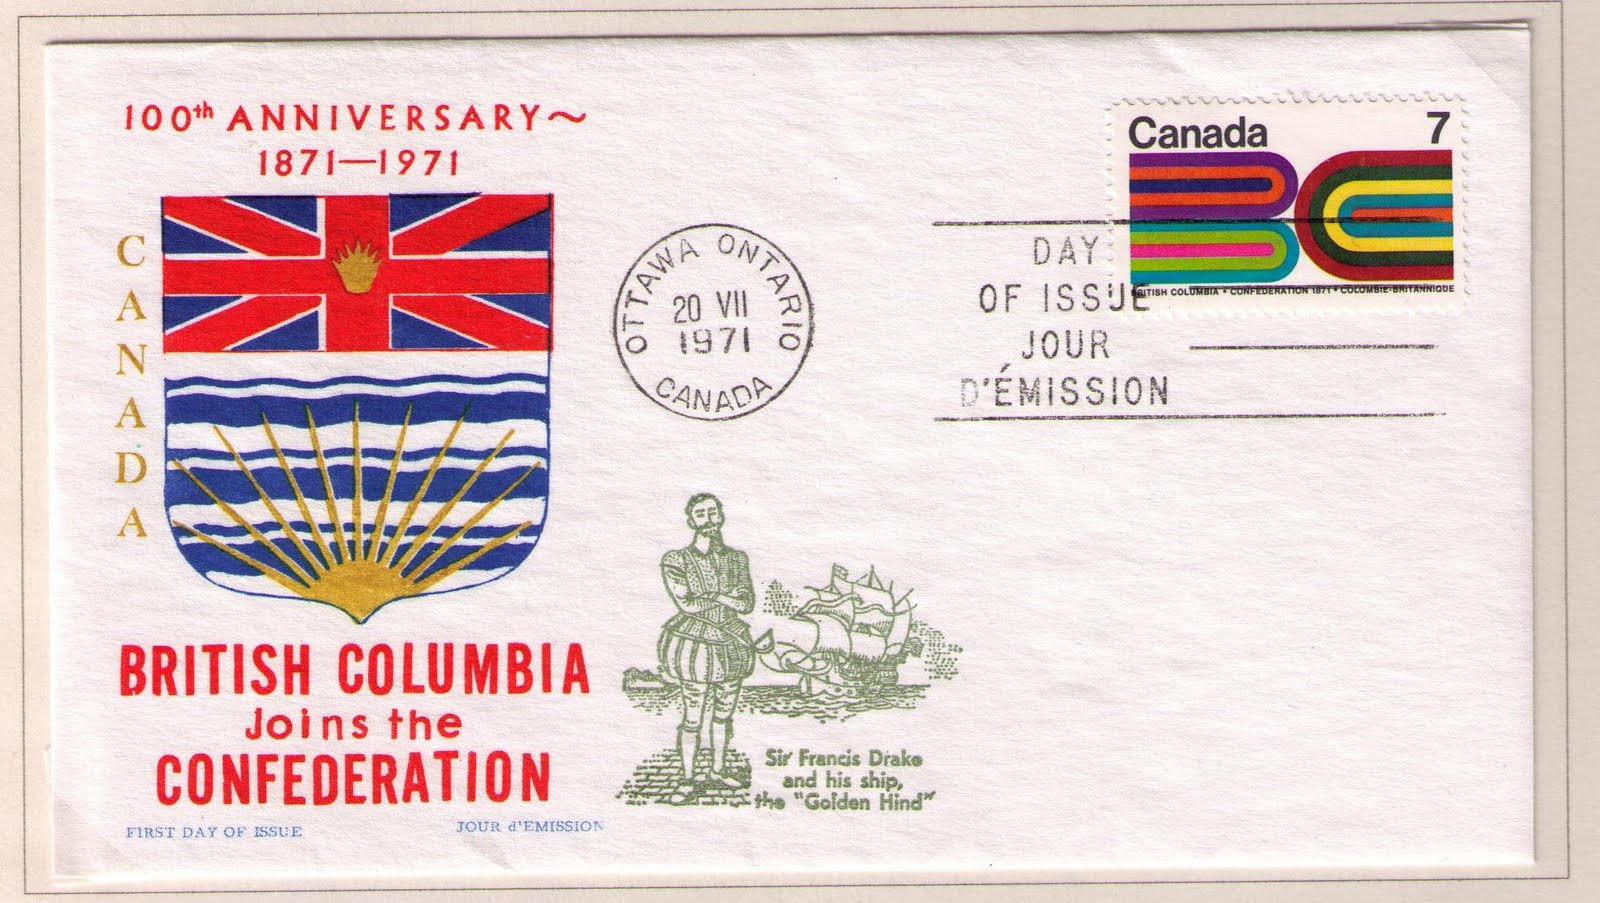 100th ANNIVERSARY~
1871—1971
CANADA
BRITISH COLUMBIA
Joins the
CONFEDERATION
FIRST DAY OF ISSUE
JOUR d'EMISSION
OTTAWA ONTARIO
20 VII
1971
CANADA
Sir Francis Drake
and his ship,
the "Golden Hind"
DAY
OF ISSUE
JOUR
D'ÉMISSION
Canada 7
BRITISH COLUMBIA • CONFEDERATION 1871 • COLOMBIE-BRITANNIQUE